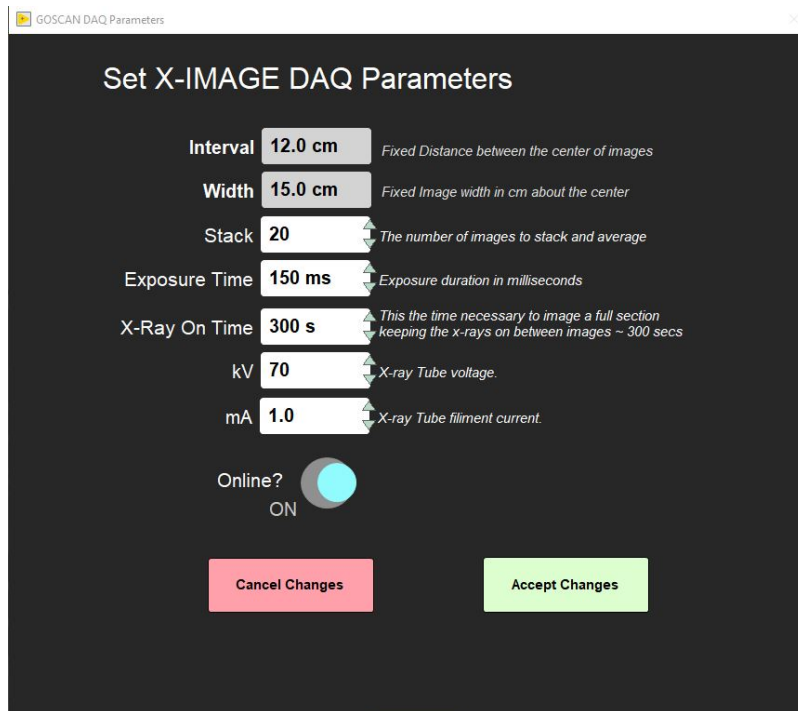 GOSCAN DAQ Parameters
Set X-IMAGE DAQ Parameters
Interval 12.0 cm Fixed Distance between the center of images
Width 15.0 cm Fixed Image width in cm about the center
Stack 20 The number of images to stack and average
Exposure Time 150 ms Exposure duration in milliseconds
X-Ray On Time 300 s This the time necessary to image a full section
keeping the x-rays on between images ~ 300 secs
kV 70 X-ray Tube voltage.
mA 1.0 X-ray Tube filiment current.
Online?
ON
Cancel Changes Accept Changes